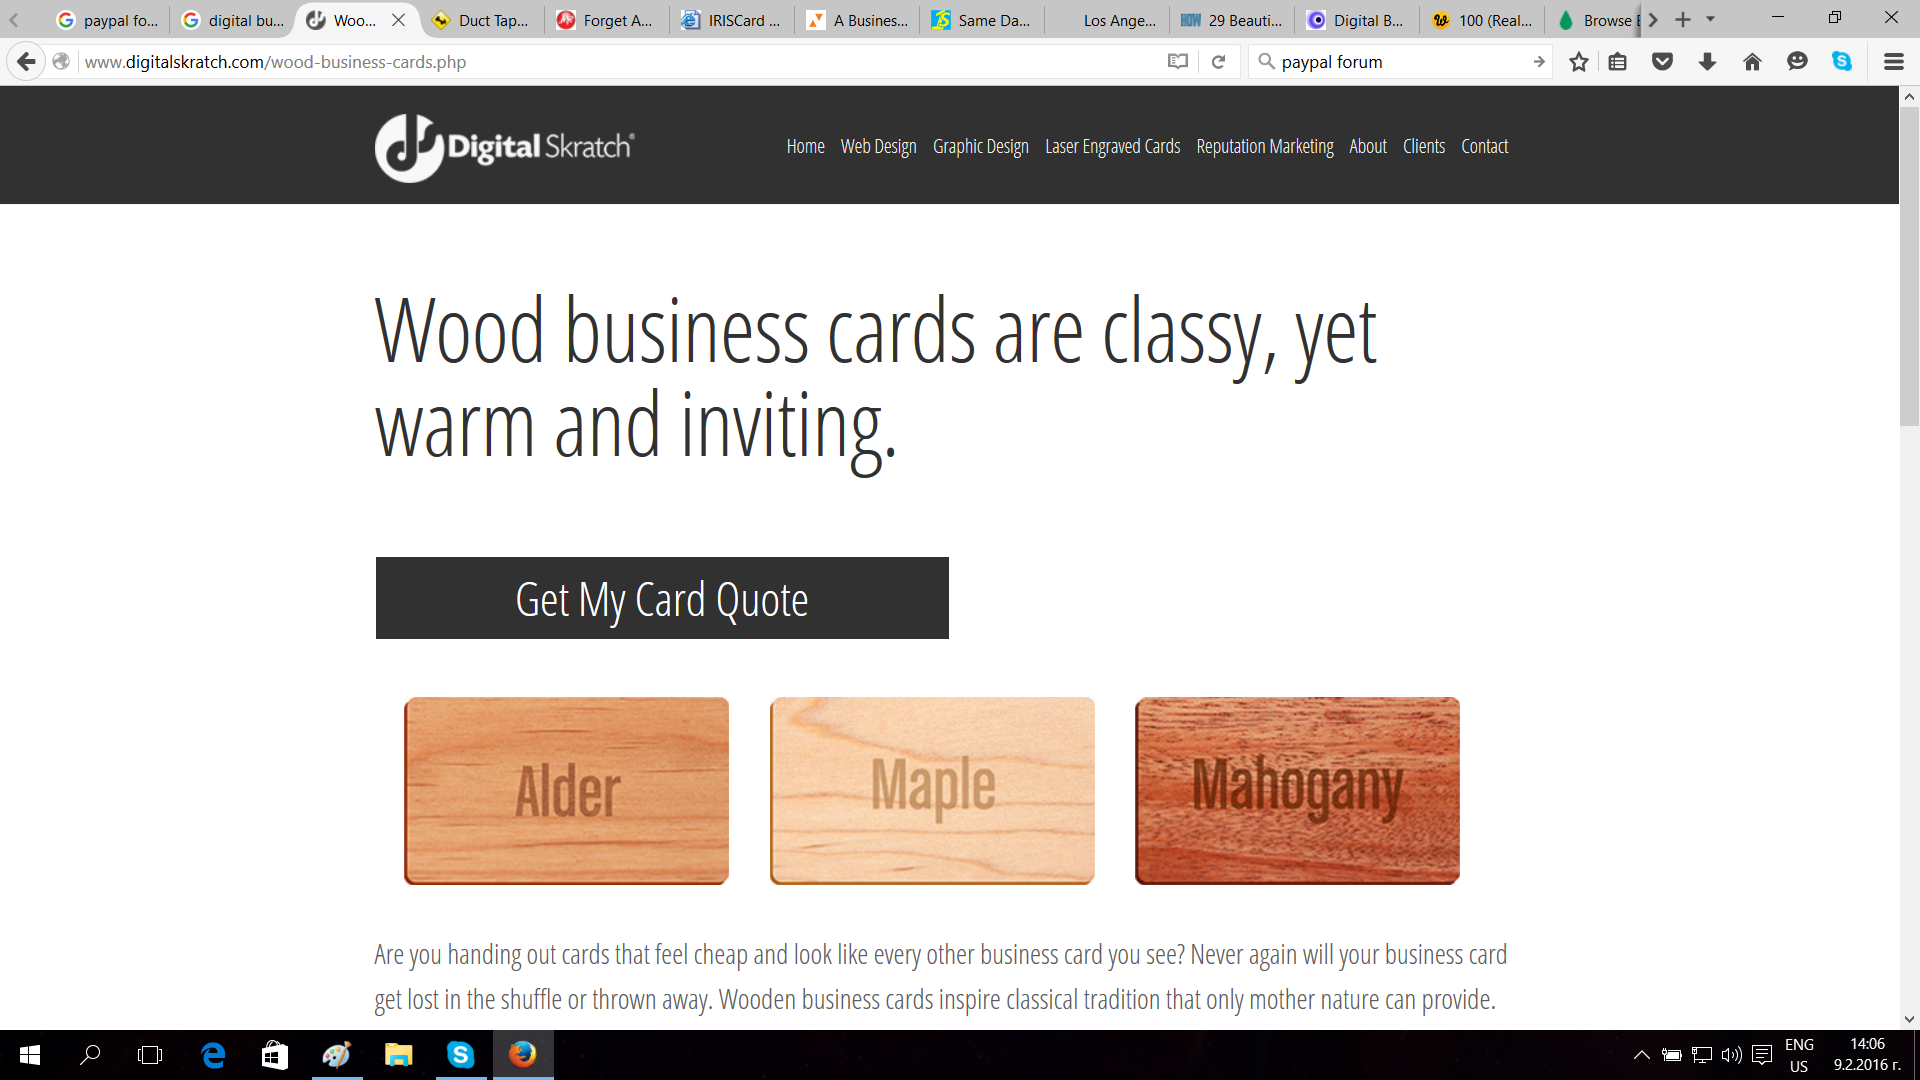 paypal fo...
digital bu...
Woo...
Duct Tap...
Forget A...
IRISCard ...
A Business...
Same Da...
Los Ange...
HOW 29 Beauti...
Digital B...
100 (Real...
Browse E
www.digitalskratch.com/wood-business-cards.php
paypal forum
Digital Skratch®
Home Web Design Graphic Design Laser Engraved Cards Reputation Marketing About Clients Contact
Wood business cards are classy, yet
warm and inviting.
Get My Card Quote
Alder
Maple
Mahogany
Are you handing out cards that feel cheap and look like every other business card you see? Never again will your business card
get lost in the shuffle or thrown away. Wooden business cards inspire classical tradition that only mother nature can provide.
ENG
US
14:06
9.2.2016 г.